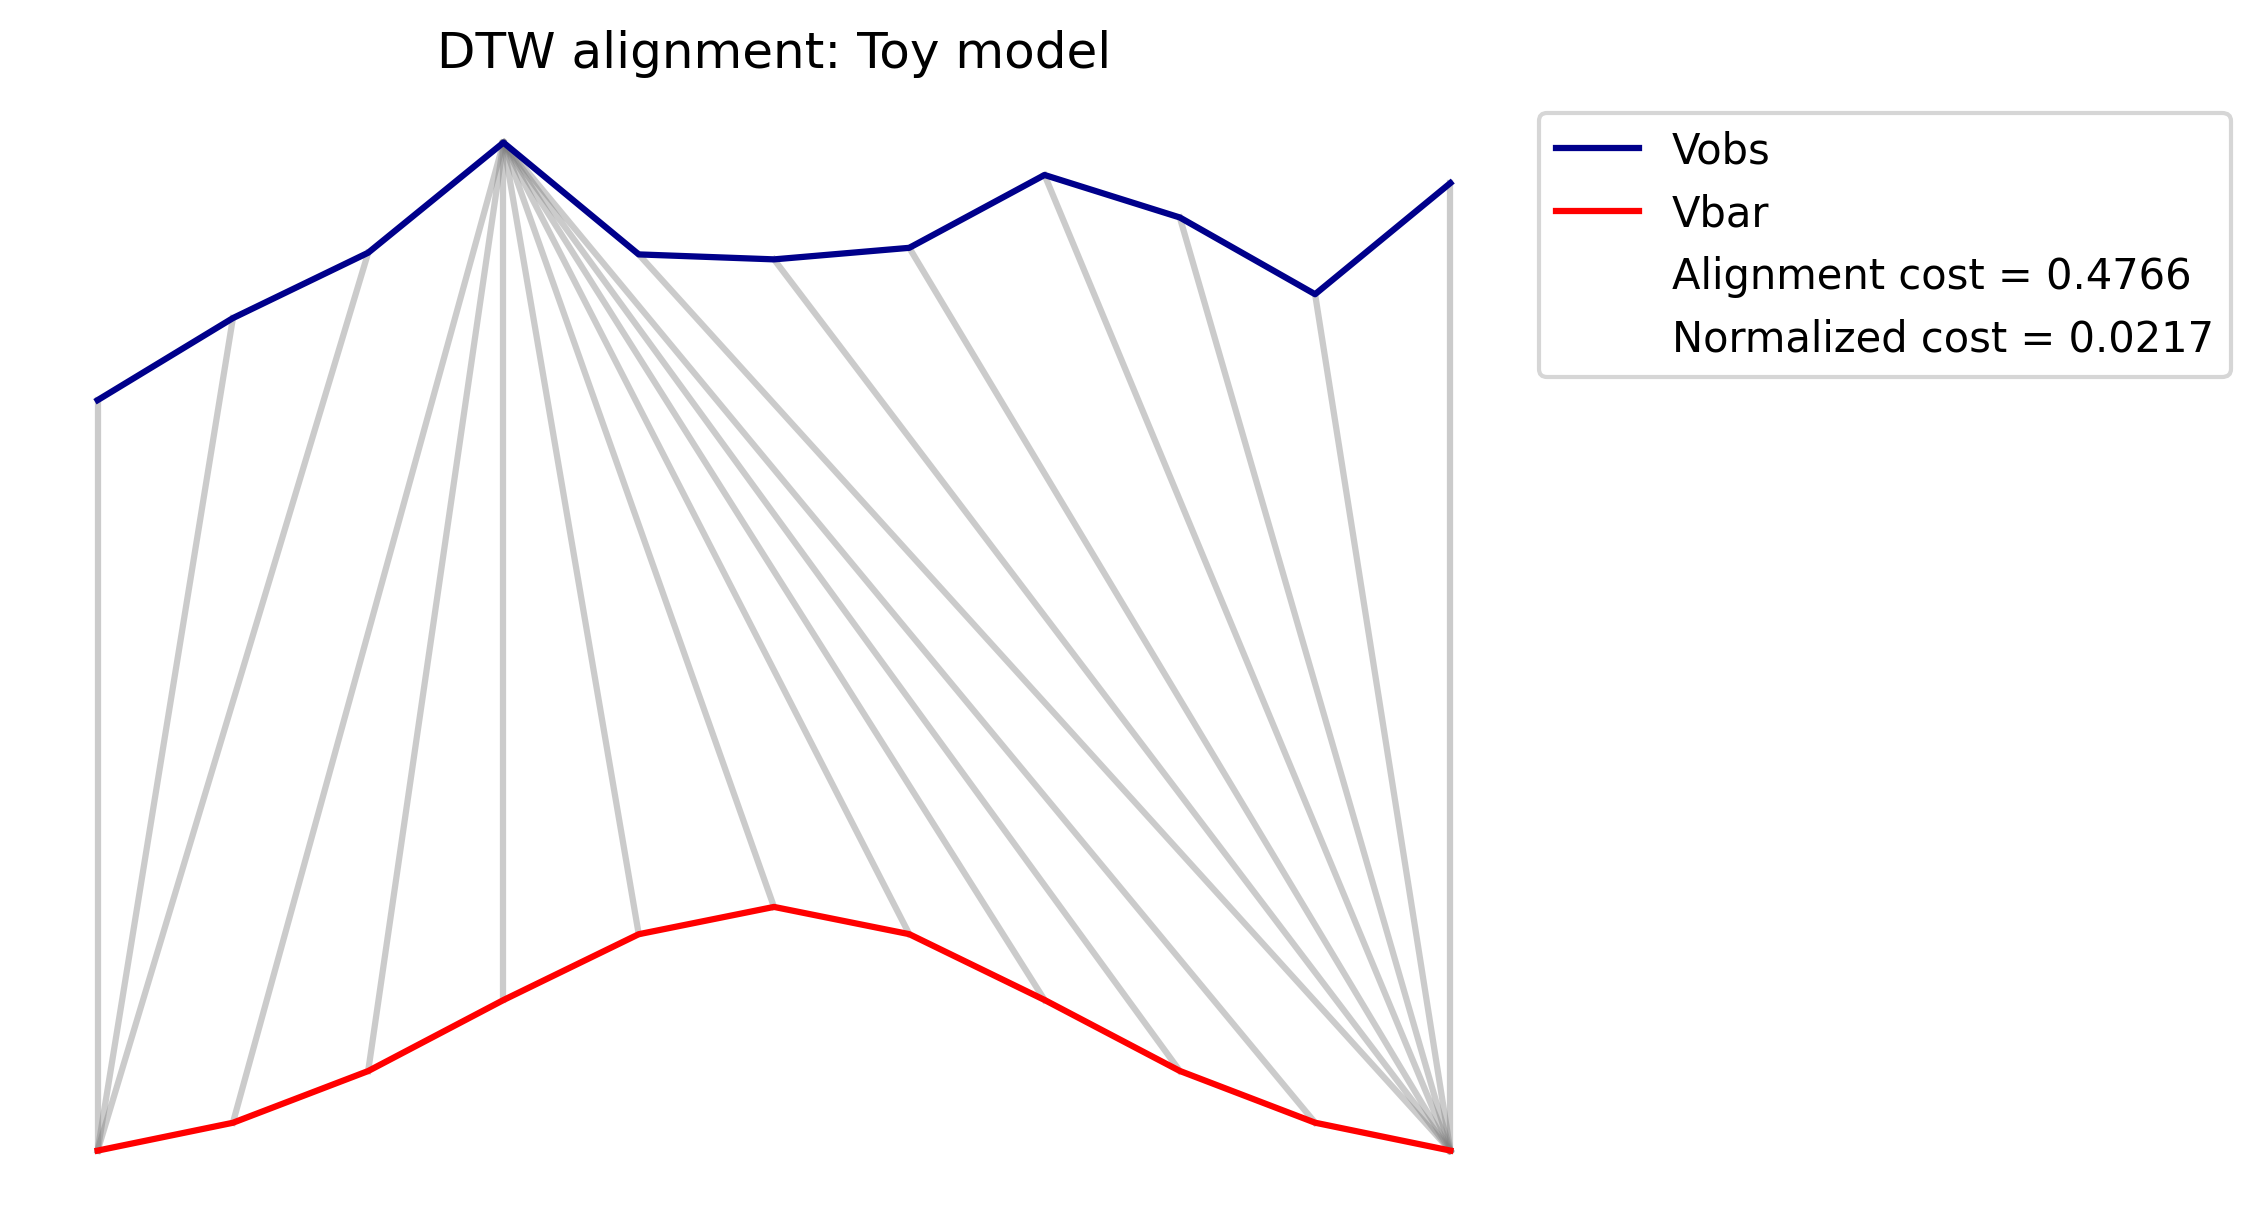 DTW alignment: Toy model
Vobs
Vbar
Alignment cost = 0.4766
Normalized cost = 0.0217